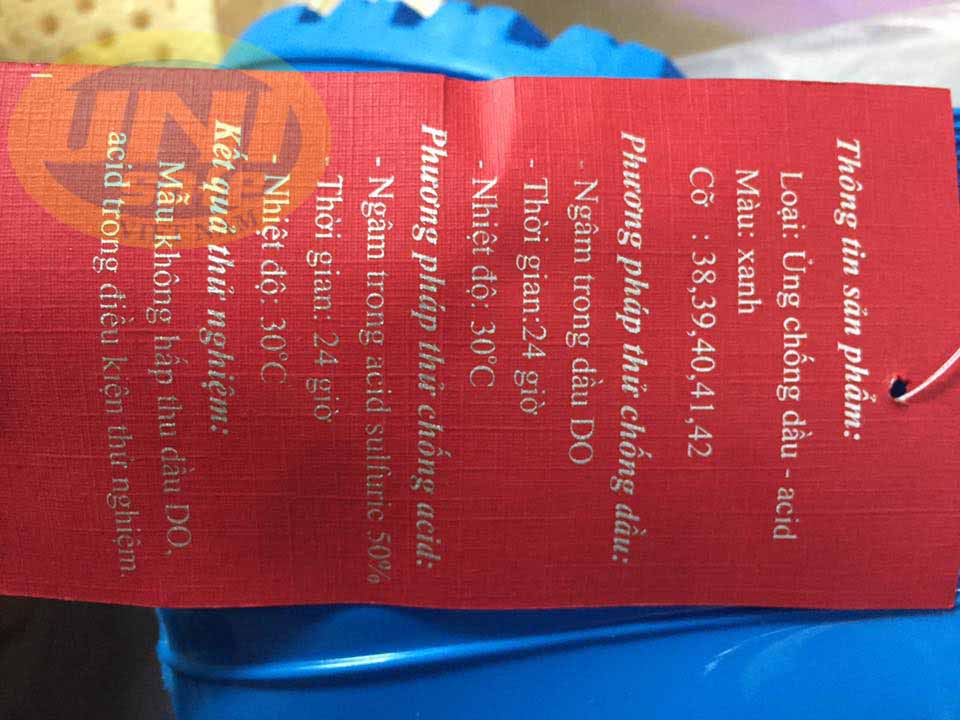 Thông tin sản phẩm:
Loại: Ủng chống dầu - acid
Màu: xanh
Cỡ : 38,39,40,41,42
Phương pháp thử chống dầu:
- Ngâm trong dầu DO
- Thời gian:24 giờ
- Nhiệt độ: 30°C
Phương pháp thử chống acid:
- Ngâm trong acid sulfuric 50%
- Thời gian: 24 giờ
- Nhiệt độ: 30°C
Kết quả thử nghiệm:
Mẫu không hấp thu dầu DO,
acid trong điều kiện thử nghiệm.
VIỆT NAM